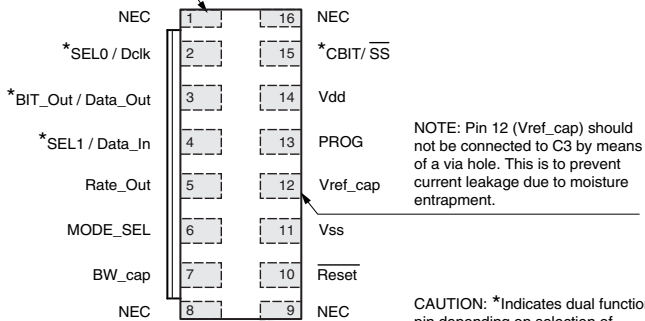 NEC 1 16 NEC
*SEL0 / Dclk 2 15 *CBIT/ SS
*BIT_Out / Data_Out 3 14 Vdd
*SEL1 / Data_In 4 13 PROG
Rate_Out 5 12 Vref_cap
MODE_SEL 6 11 Vss
BW_cap 7 10 Reset
NEC 8 9 NEC
NOTE: Pin 12 (Vref_cap) should
not be connected to C3 by means
of a via hole. This is to prevent
current leakage due to moisture
entrapment.
CAUTION: *Indicates dual function
pin depending on selection of